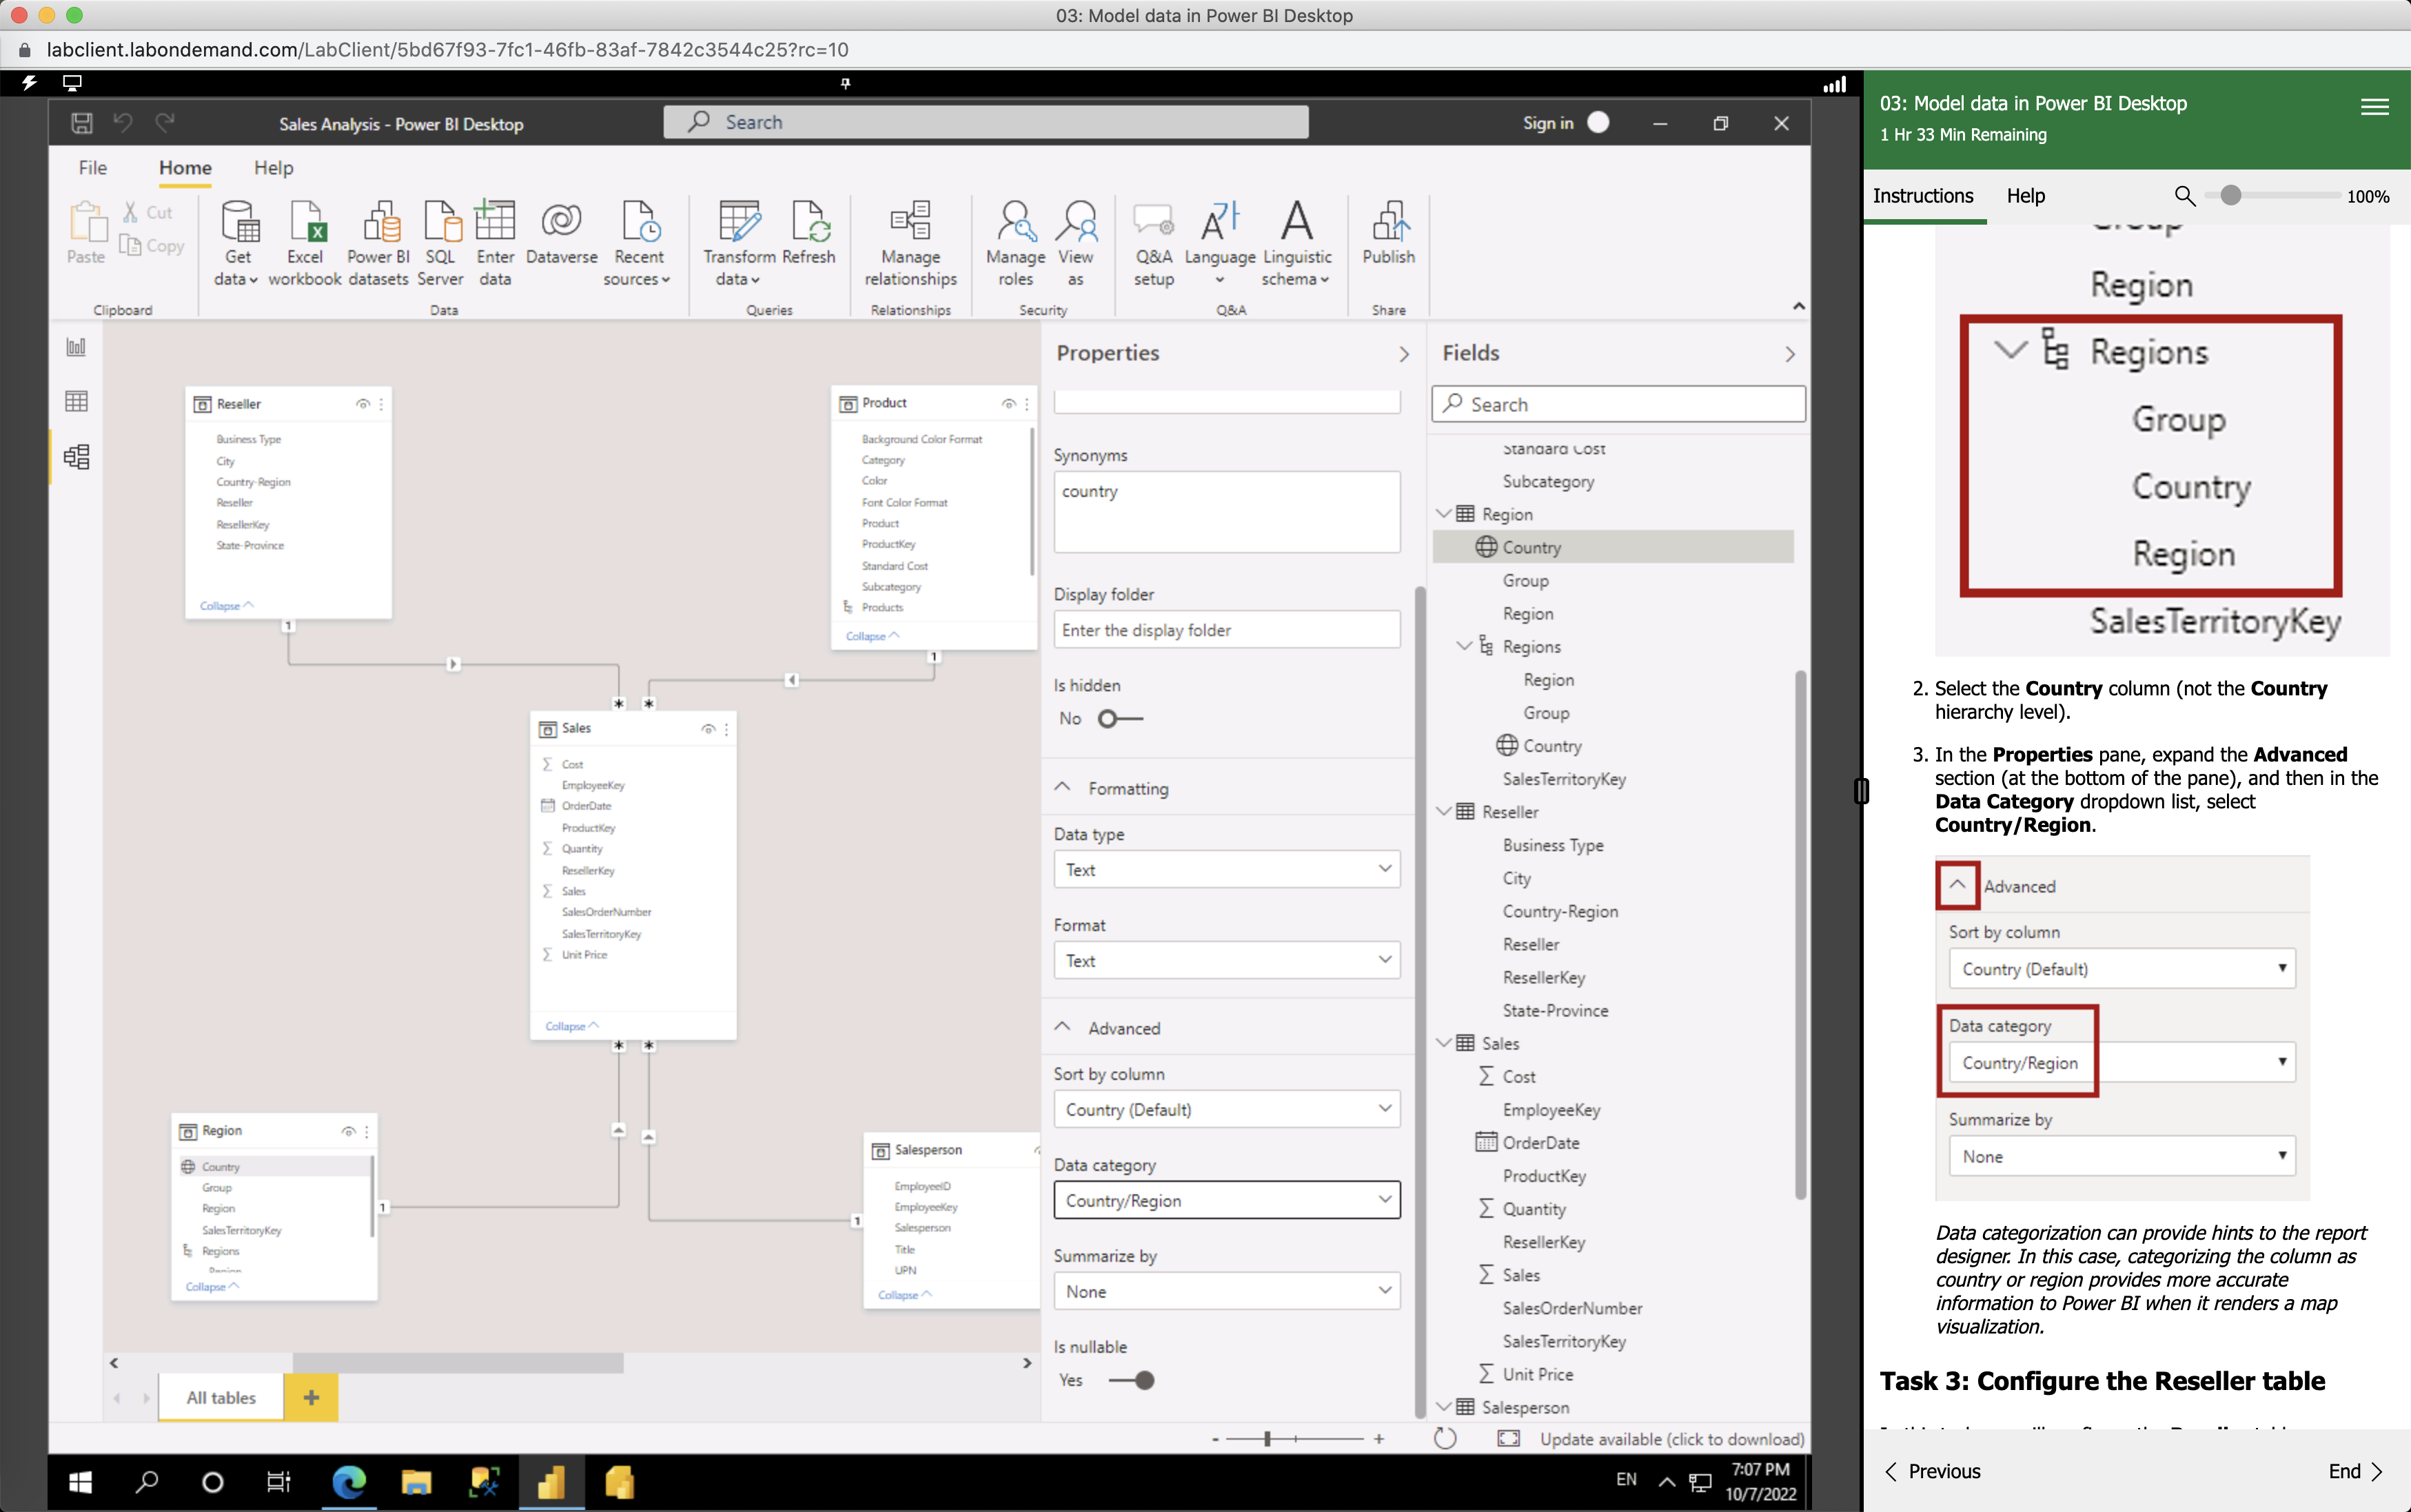 03: Model data in Power BI Desktop
labclient.labondemand.com/LabClient/5bd67f93-7fc1-46fb-83af-7842c3544c25?rc=10
Sales Analysis - Power BI Desktop
Search
Sign in
File Home Help
Paste
Cut
Copy
Get data
Excel workbook
Power BI datasets
SQL Server
Enter data
Dataverse
Recent sources
Transform data
Refresh
Manage relationships
Manage roles
View as
Q&A setup
Language
Linguistic schema
Publish
Clipboard
Data
Queries
Relationships
Security
Q&A
Share
Reseller
Business Type
City
Country-Region
Reseller
ResellerKey
State-Province
Collapse
1
Product
Background Color Format
Category
Color
Font Color Format
Product
ProductKey
Standard Cost
Subcategory
Products
Collapse
1
*
*
Sales
Cost
EmployeeKey
OrderDate
ProductKey
Quantity
ResellerKey
Sales
SalesOrderNumber
SalesTerritoryKey
Unit Price
Collapse
*
*
Region
Country
Group
Region
SalesTerritoryKey
Regions
Region
Collapse
1
1
Salesperson
EmployeeID
EmployeeKey
Salesperson
Title
UPN
Collapse
All tables
+
Properties
Synonyms
country
Display folder
Enter the display folder
Is hidden
No
Formatting
Data type
Text
Format
Text
Advanced
Sort by column
Country (Default)
Data category
Country/Region
Summarize by
None
Is nullable
Yes
Fields
Search
Standard Cost
Subcategory
Region
Country
Group
Region
Regions
Region
Group
Country
SalesTerritoryKey
Reseller
Business Type
City
Country-Region
Reseller
ResellerKey
State-Province
Sales
Cost
EmployeeKey
OrderDate
ProductKey
Quantity
ResellerKey
Sales
SalesOrderNumber
SalesTerritoryKey
Unit Price
Salesperson
- +
Update available (click to download)
EN
7:07 PM
10/7/2022
03: Model data in Power BI Desktop
1 Hr 33 Min Remaining
Instructions Help 100%
Group
Region
Regions
Group
Country
Region
SalesTerritoryKey
2. Select the Country column (not the Country
hierarchy level).
3. In the Properties pane, expand the Advanced
section (at the bottom of the pane), and then in the
Data Category dropdown list, select
Country/Region.
Advanced
Sort by column
Country (Default)
Data category
Country/Region
Summarize by
None
Data categorization can provide hints to the report
designer. In this case, categorizing the column as
country or region provides more accurate
information to Power BI when it renders a map
visualization.
Task 3: Configure the Reseller table
Previous
End